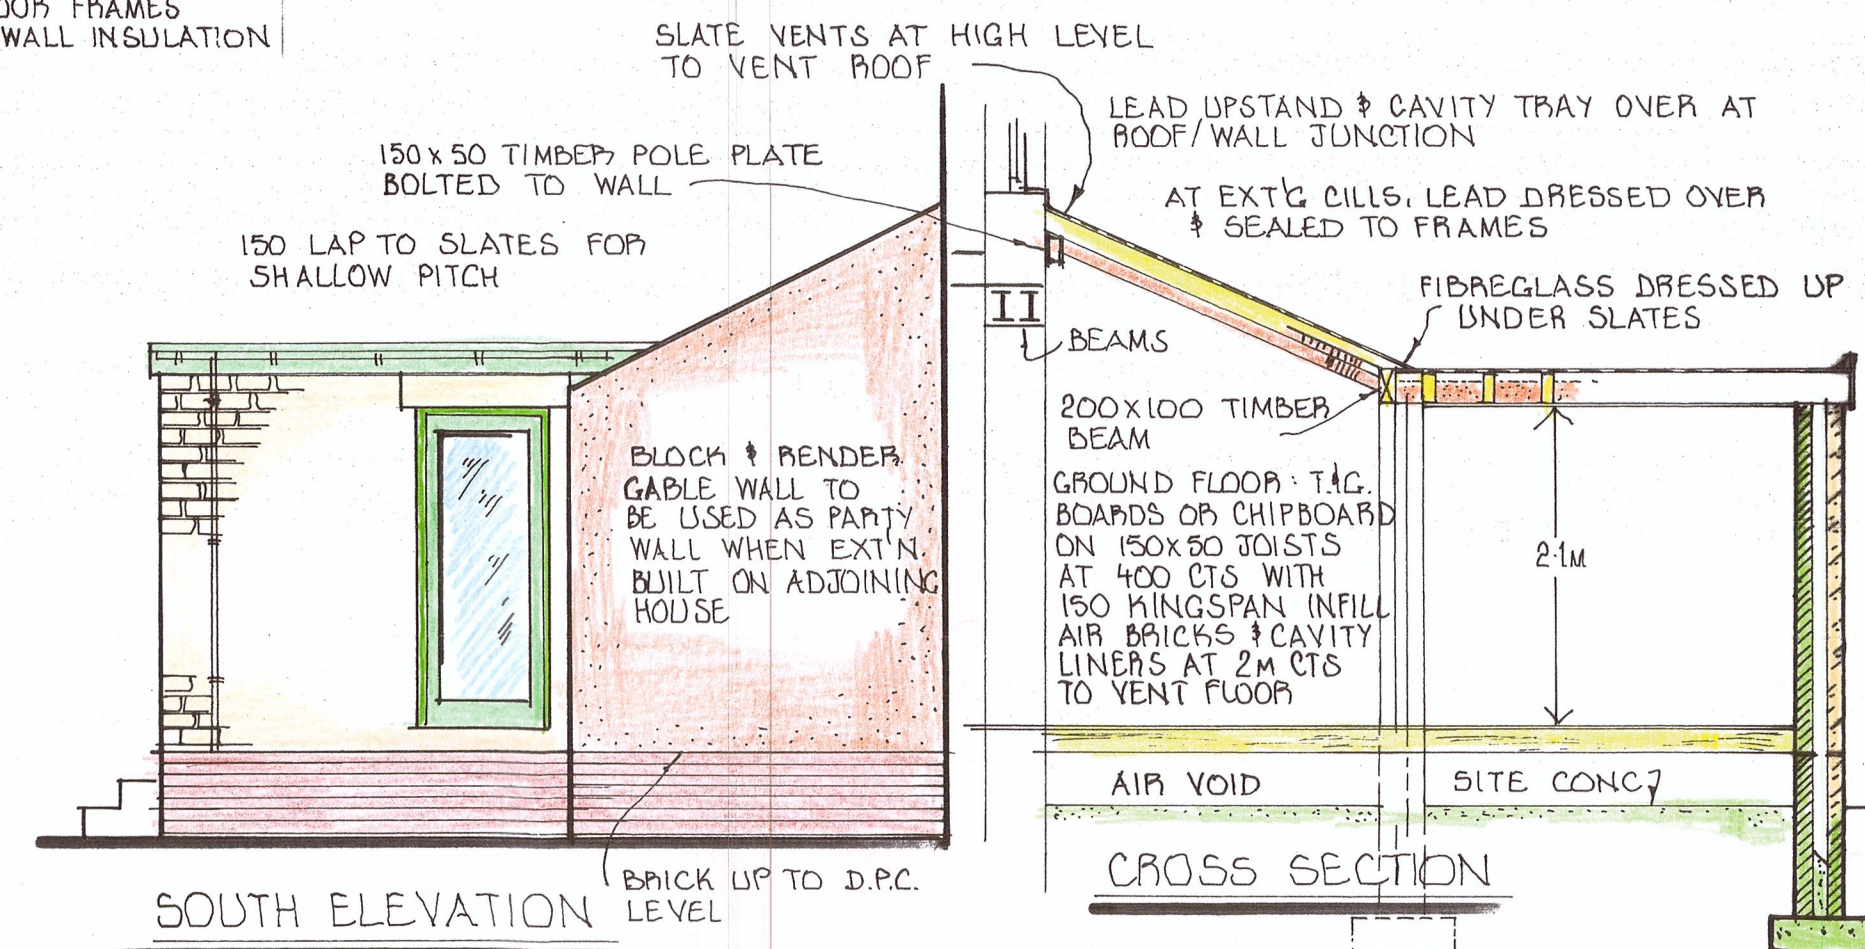 OOR FRAMES
WALL INSULATION
SLATE VENTS AT HIGH LEVEL
TO VENT ROOF
LEAD UPSTAND & CAVITY TRAY OVER AT
ROOF/WALL JUNCTION
150 x 50 TIMBER POLE PLATE
BOLTED TO WALL
AT EXT'G CILLS, LEAD DRESSED OVER
& SEALED TO FRAMES
150 LAP TO SLATES FOR
SHALLOW PITCH
FIBREGLASS DRESSED UP
UNDER SLATES
BEAMS
200x100 TIMBER
BEAM
BLOCK & RENDER
GABLE WALL TO
BE USED AS PARTY
WALL WHEN EXT'N.
BUILT ON ADJOINING
HOUSE
GROUND FLOOR : T.&G.
BOARDS OR CHIPBOARD
ON 150x50 JOISTS
AT 400 CTS WITH
150 KINGSPAN INFILL
AIR BRICKS & CAVITY
LINERS AT 2M CTS
TO VENT FLOOR
2.1M
AIR VOID
SITE CONC
BRICK UP TO D.P.C.
LEVEL
SOUTH ELEVATION
CROSS SECTION